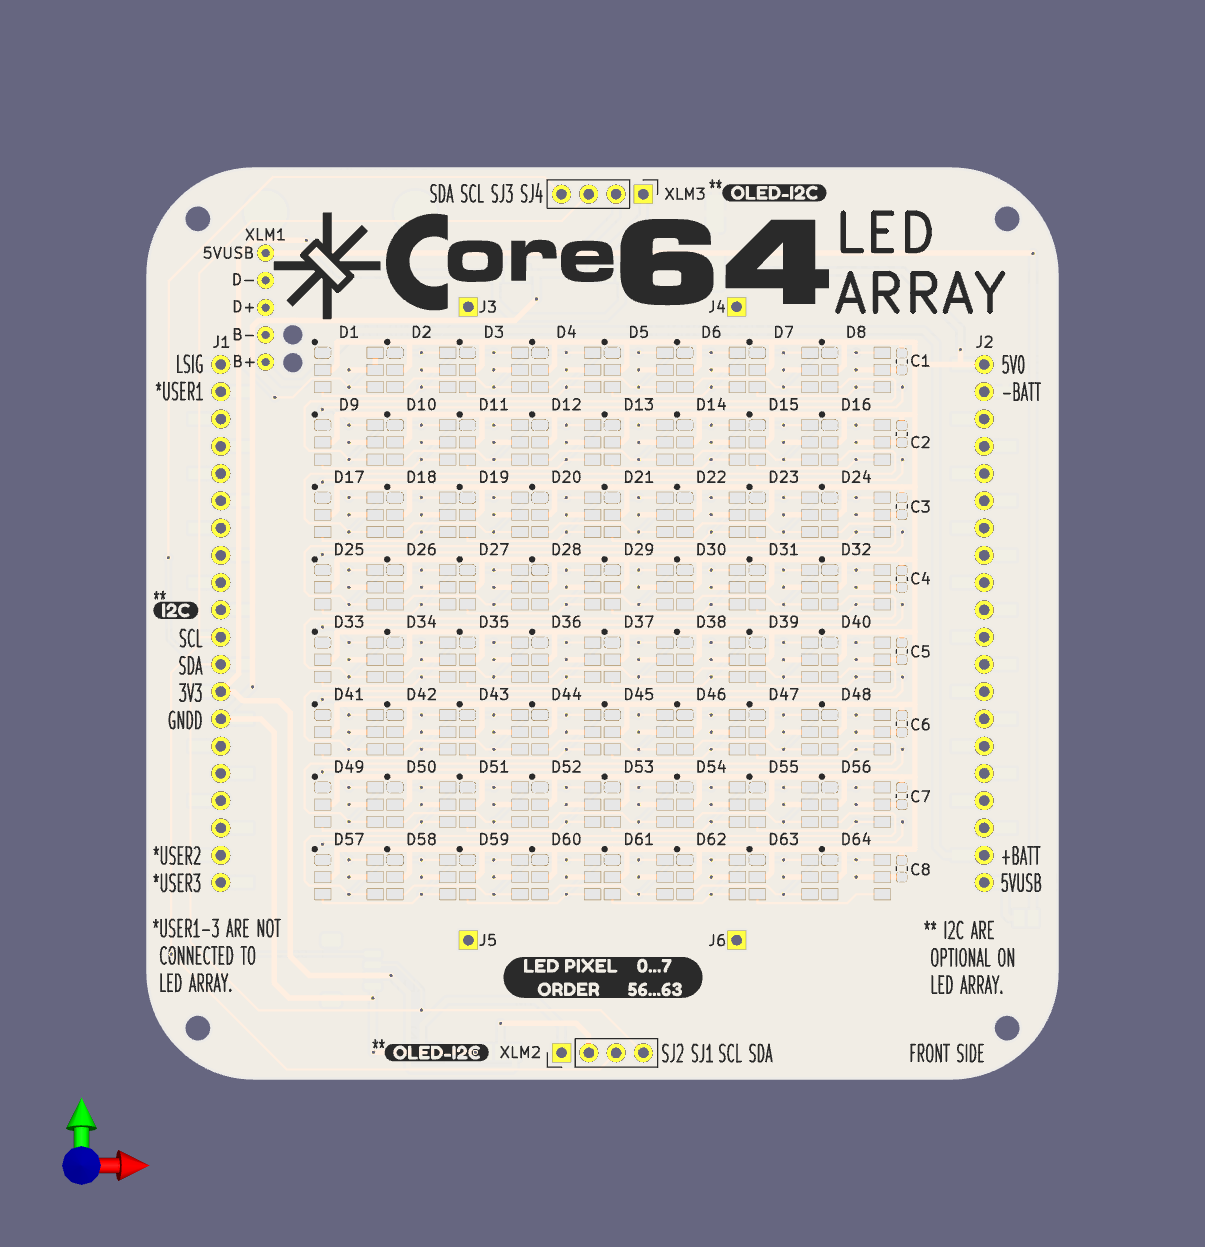 SDA SCL SJ3 SJ4 XLM3 ** OLED-I2C
Core64 LED
ARRAY
XLM1
5VUSB
D-
D+
B-
B+
J3 J4
J1 J2
LSIG 5V0
*USER1 -BATT
D1 D2 D3 D4 D5 D6 D7 D8
C1
D9 D10 D11 D12 D13 D14 D15 D16
C2
D17 D18 D19 D20 D21 D22 D23 D24
C3
D25 D26 D27 D28 D29 D30 D31 D32
C4
**
I2C
D33 D34 D35 D36 D37 D38 D39 D40
SCL
C5
SDA
3V3
D41 D42 D43 D44 D45 D46 D47 D48
GNDD
C6
D49 D50 D51 D52 D53 D54 D55 D56
C7
D57 D58 D59 D60 D61 D62 D63 D64
*USER2 +BATT
C8
*USER3 5VUSB
*USER1-3 ARE NOT
CONNECTED TO
LED ARRAY.
J5 J6
** I2C ARE
OPTIONAL ON
LED ARRAY.
LED PIXEL 0...7
ORDER 56...63
** OLED-I2C XLM2 SJ2 SJ1 SCL SDA
FRONT SIDE